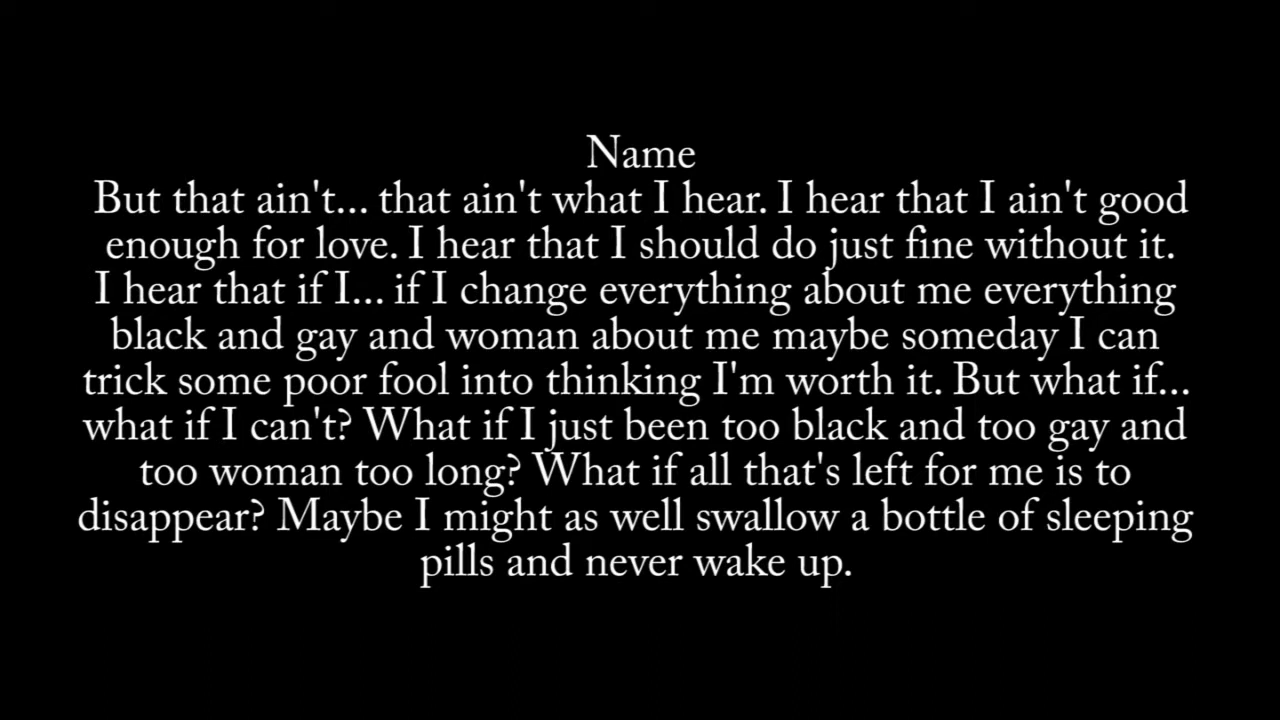 Name
But that ain't... that ain't what I hear. I hear that I ain't good
enough for love. I hear that I should do just fine without it.
I hear that if I... if I change everything about me everything
black and gay and woman about me maybe someday I can
trick some poor fool into thinking I'm worth it. But what if...
what if I can't? What if I just been too black and too gay and
too woman too long? What if all that's left for me is to
disappear? Maybe I might as well swallow a bottle of sleeping
pills and never wake up.